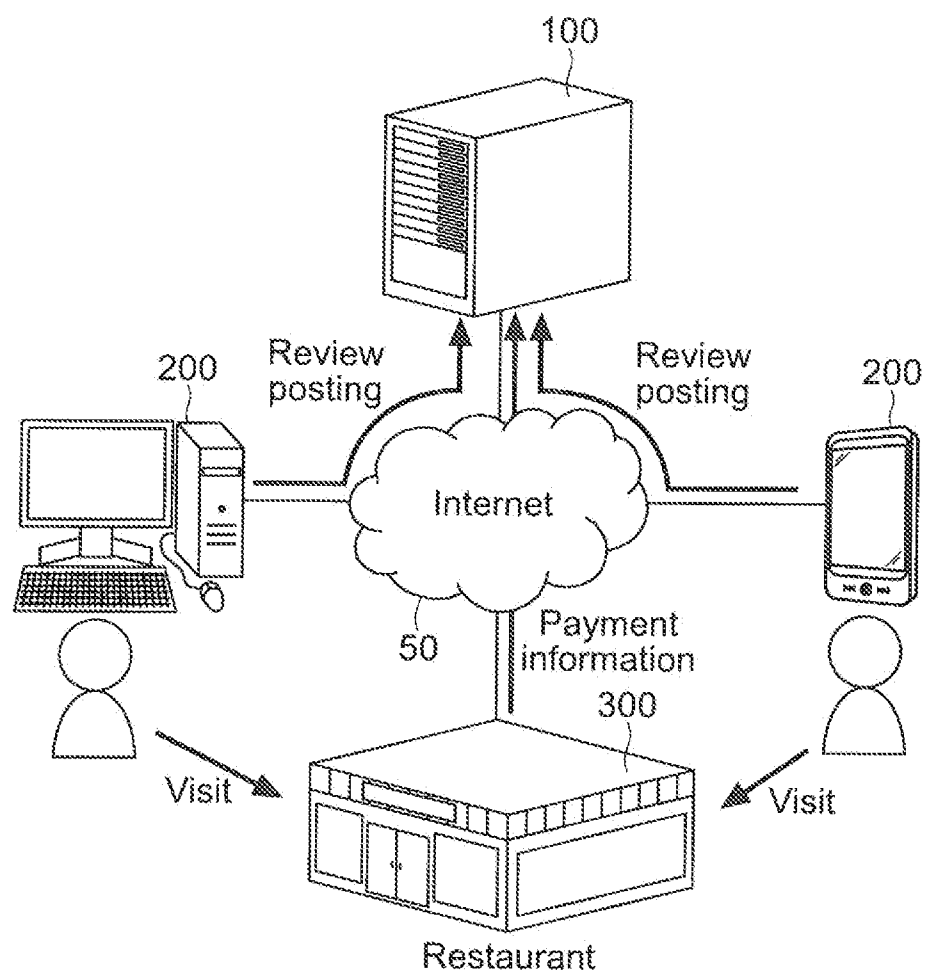 100
Review
posting
Review
posting
200
200
Internet
50
Payment
information
300
Visit
Visit
Restaurant